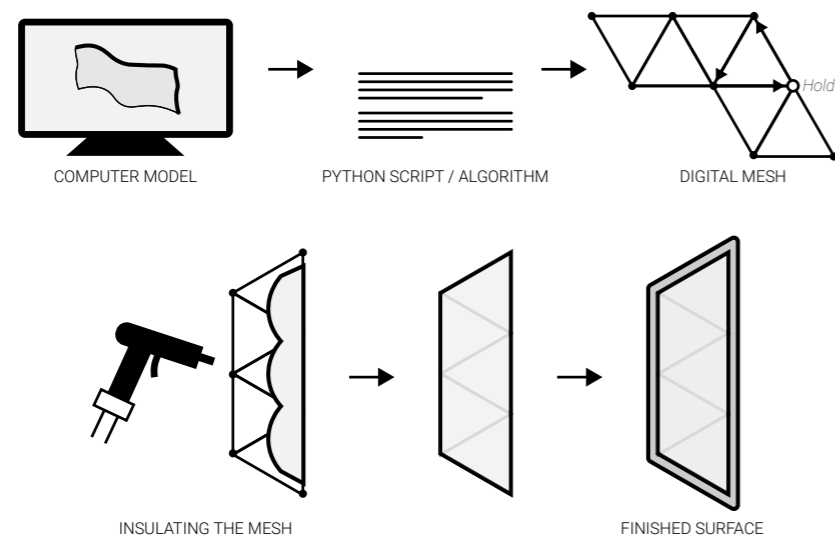 Hold
COMPUTER MODEL
PYTHON SCRIPT / ALGORITHM
DIGITAL MESH
INSULATING THE MESH
FINISHED SURFACE